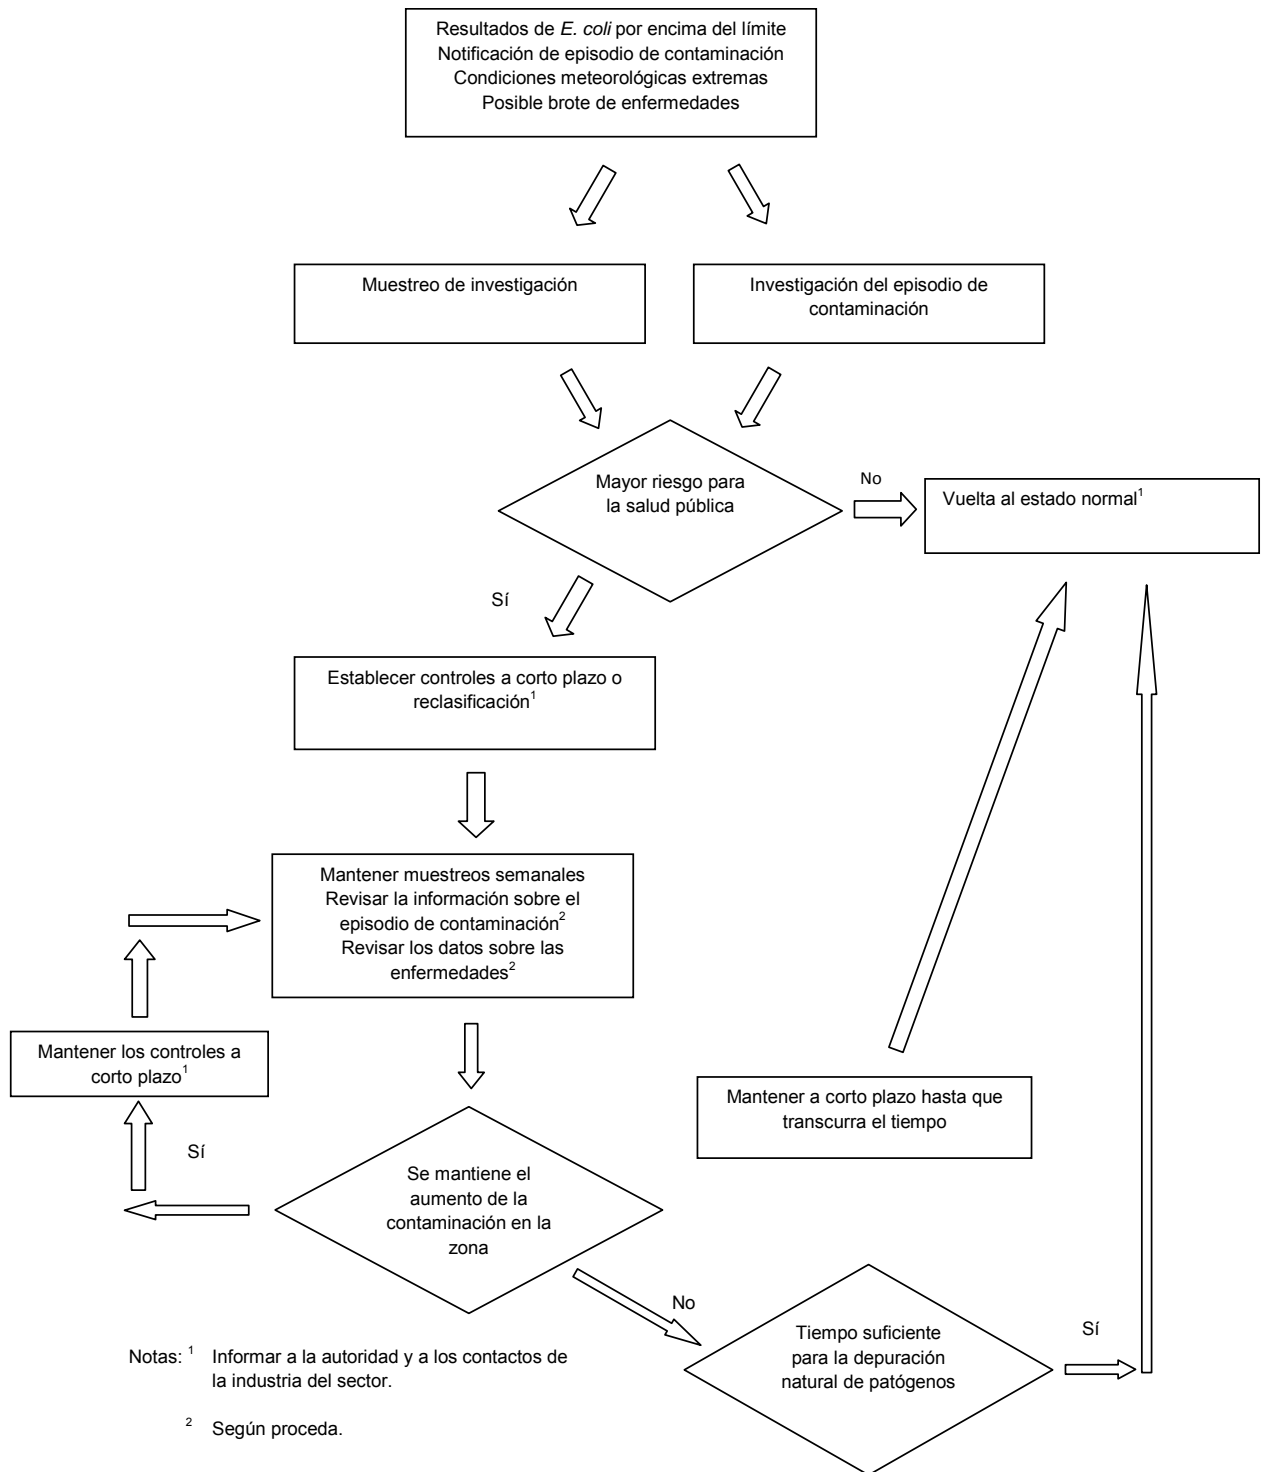 Resultados de E. coli por encima del límite
Notificación de episodio de contaminación
Condiciones meteorológicas extremas
Posible brote de enfermedades
Muestreo de investigación
Investigación del episodio de
contaminación
Mayor riesgo para
la salud pública
No
Vuelta al estado normal1
Sí
Establecer controles a corto plazo o
reclasificación1
Mantener muestreos semanales
Revisar la información sobre el
episodio de contaminación2
Revisar los datos sobre las
enfermedades2
Mantener los controles a
corto plazo1
Mantener a corto plazo hasta que
transcurra el tiempo
Sí
Se mantiene el
aumento de la
contaminación en la
zona
No
Tiempo suficiente
para la depuración
natural de patógenos
Sí
Notas: 1 Informar a la autoridad y a los contactos de
la industria del sector.
2 Según proceda.